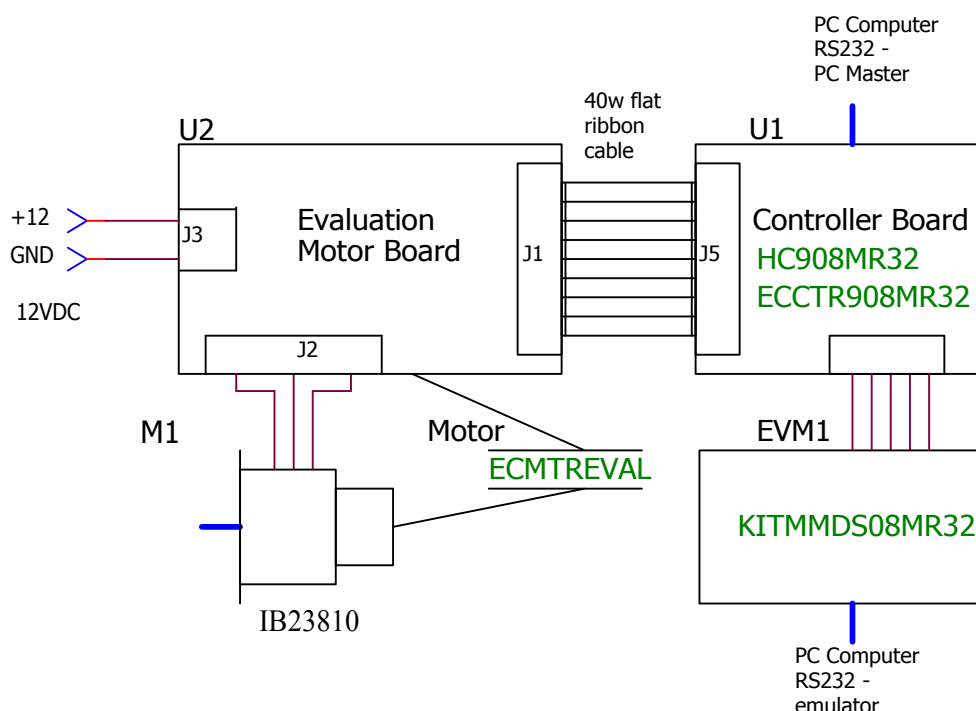 PC Computer
RS232 -
PC Master
40w flat
ribbon
cable
U2
U1
+12
GND
12VDC
J3
Evaluation
Motor Board
J1
J5
Controller Board
HC908MR32
ECCTR908MR32
J2
M1
Motor
ECMTREVAL
EVM1
KITMMDS08MR32
IB23810
PC Computer
RS232 -
emulator